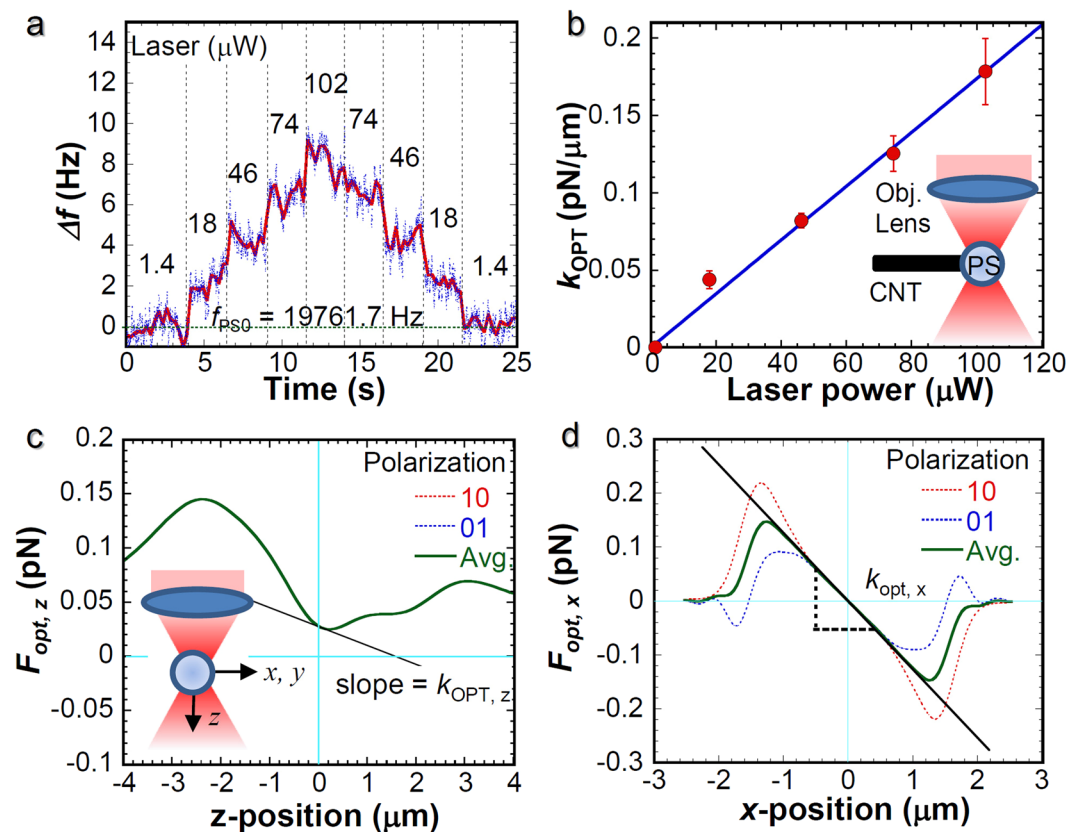 a
Laser (μW)
1.4
18
46
74
102
74
46
18
1.4
f_PS0 = 19761.7 Hz
14
12
10
8
6
4
2
0
Δf (Hz)
0
5
10
15
20
25
Time (s)
b
0.2
0.15
0.1
0.05
0
k_OPT (pN/μm)
Obj.
Lens
PS
CNT
0
20
40
60
80
100
120
Laser power (μW)
c
Polarization
10
01
Avg.
0.2
0.15
0.1
0.05
0
-0.05
-0.1
F_opt, z (pN)
x, y
z
slope = k_OPT, z
-4
-3
-2
-1
0
1
2
3
4
z-position (μm)
d
Polarization
10
01
Avg.
k_opt, x
0.3
0.2
0.1
0
-0.1
-0.2
-0.3
F_opt, x (pN)
-3
-2
-1
0
1
2
3
x-position (μm)